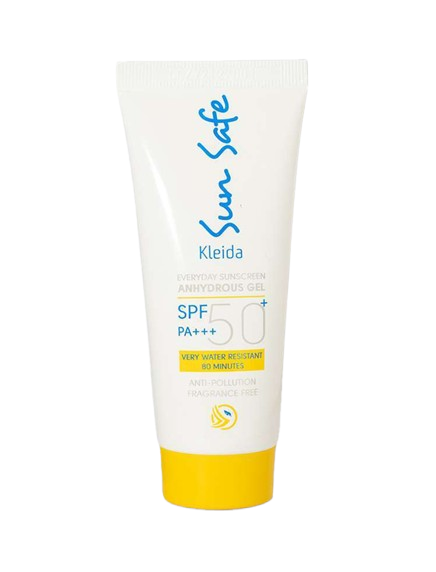 Sun Safe
Kleida
EVERYDAY SUNSCREEN
ANHYDROUS GEL
SPF 50+
PA+++
VERY WATER RESISTANT
80 MINUTES
ANTI-POLLUTION
FRAGRANCE FREE